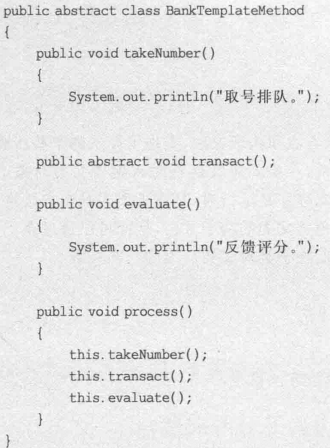 public abstract class BankTemplateMethod
{
    public void takeNumber()
    {
        System.out.println("取号排队。");
    }

    public abstract void transact();

    public void evaluate()
    {
        System.out.println("反馈评分。");
    }

    public void process()
    {
        this.takeNumber();
        this.transact();
        this.evaluate();
    }
}